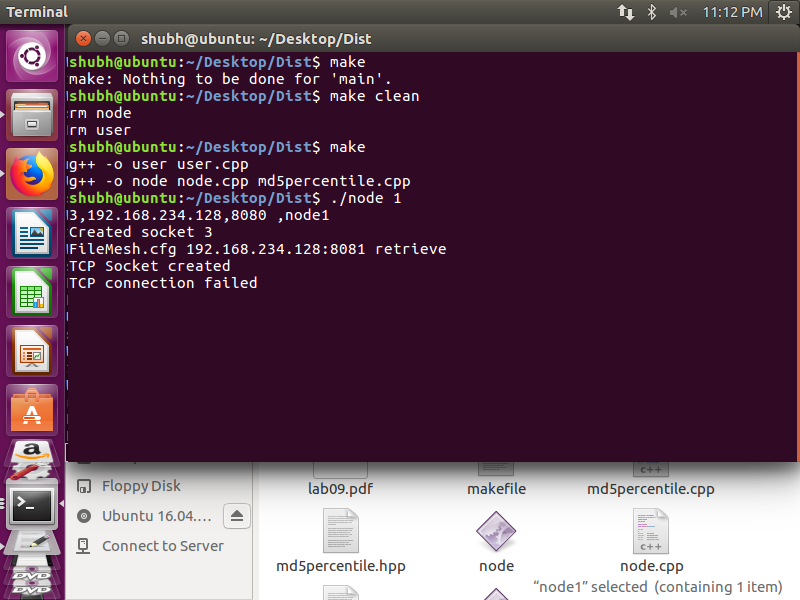 Terminal
11:12 PM
shubh@ubuntu: ~/Desktop/Dist
shubh@ubuntu:~/Desktop/Dist$ make
make: Nothing to be done for 'main'.
shubh@ubuntu:~/Desktop/Dist$ make clean
rm node
rm user
shubh@ubuntu:~/Desktop/Dist$ make
g++ -o user user.cpp
g++ -o node node.cpp md5percentile.cpp
shubh@ubuntu:~/Desktop/Dist$ ./node 1
3,192.168.234.128,8080 ,node1
Created socket 3
FileMesh.cfg 192.168.234.128:8081 retrieve
TCP Socket created
TCP connection failed
Floppy Disk
Ubuntu 16.04....
Connect to Server
lab09.pdf
makefile
md5percentile.cpp
md5percentile.hpp
node
node.cpp
"node1" selected (containing 1 item)